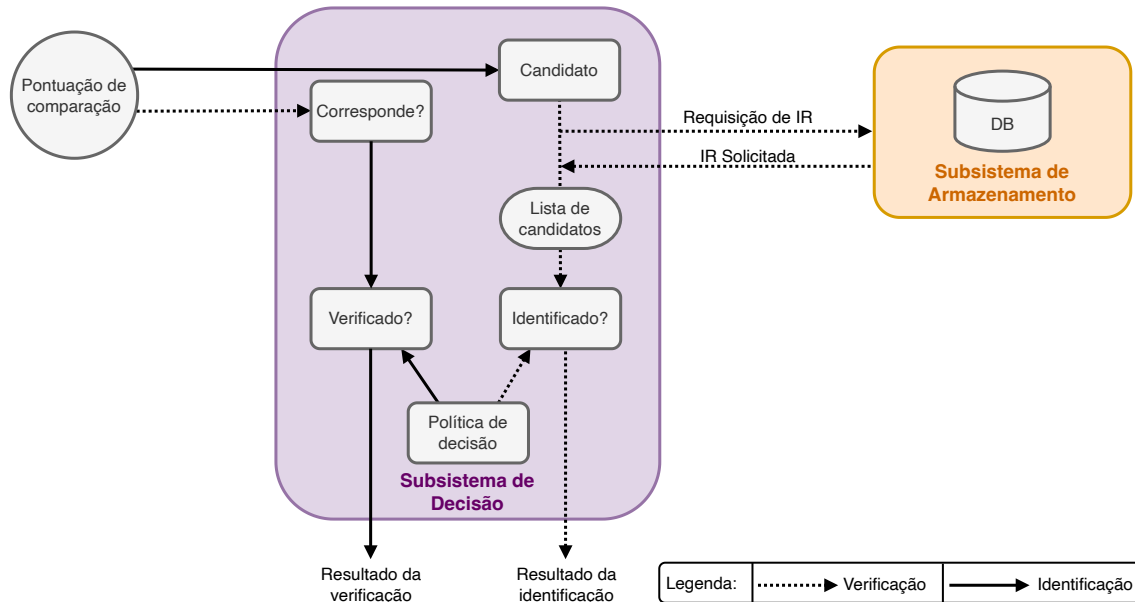 Pontuação de
comparação
Candidato
Corresponde?
Requisição de IR
IR Solicitada
DB
Subsistema de
Armazenamento
Lista de
candidatos
Verificado?
Identificado?
Política de
decisão
Subsistema de
Decisão
Resultado da
verificação
Resultado da
identificação
Legenda:
Verificação
Identificação